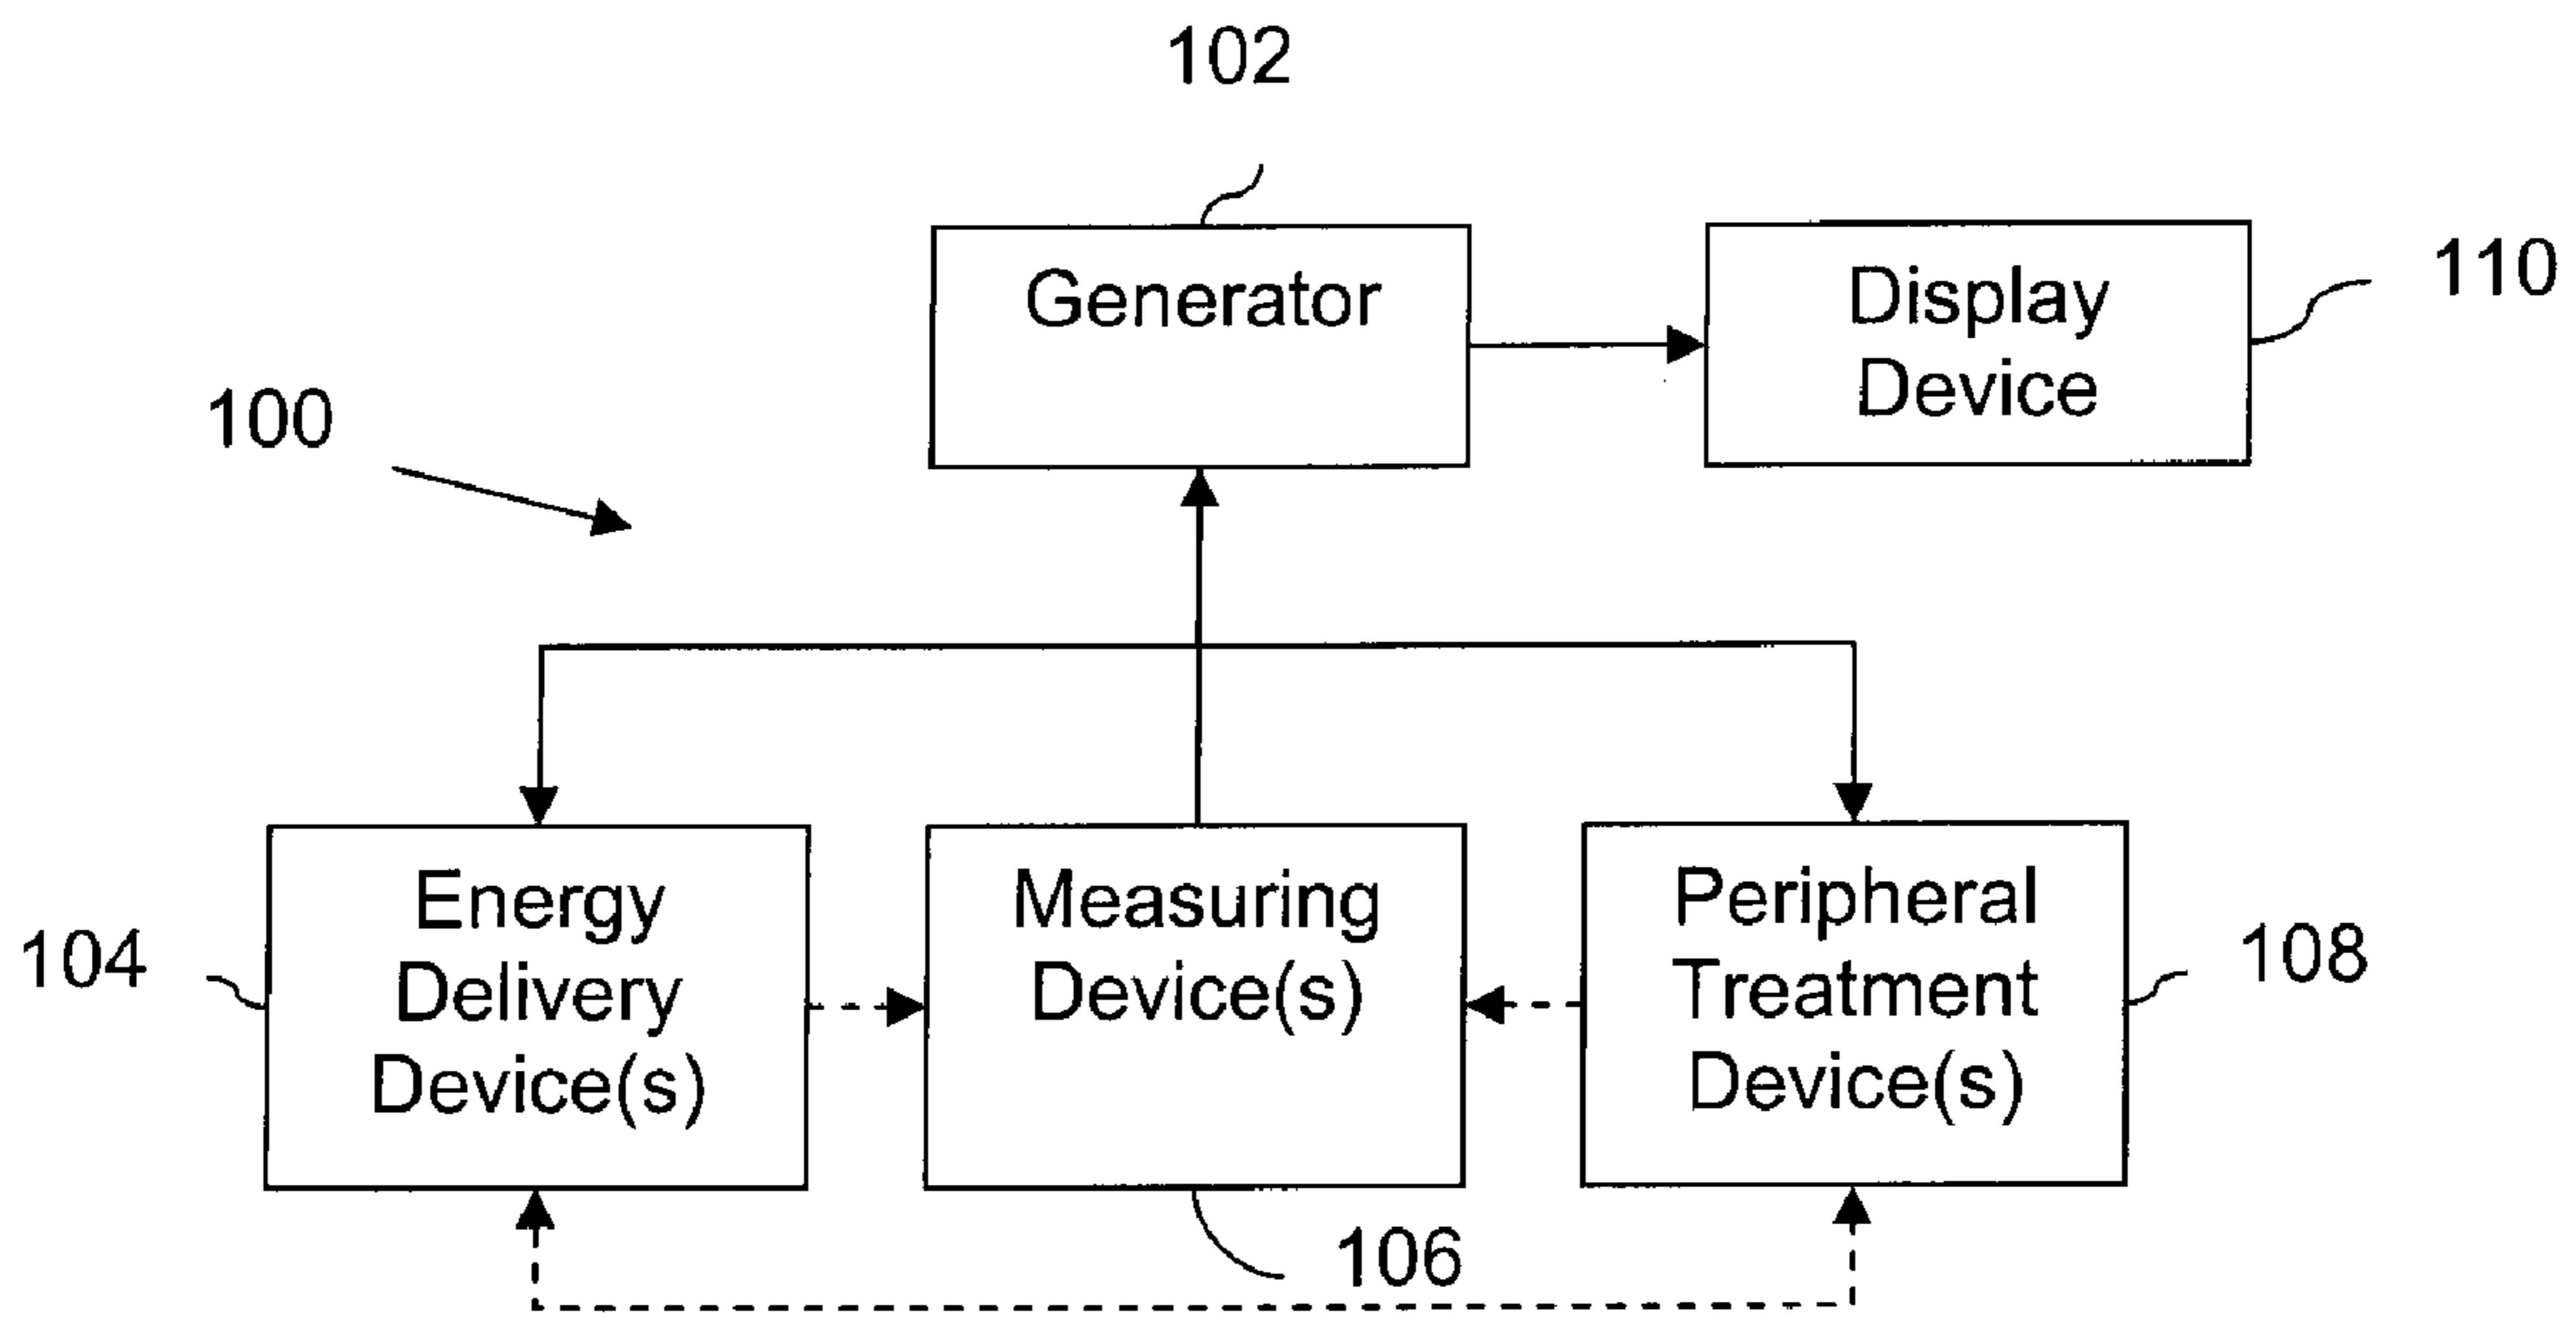 102
Generator
Display
Device
110
100
104
Energy
Delivery
Device(s)
Measuring
Device(s)
Peripheral
Treatment
Device(s)
108
106